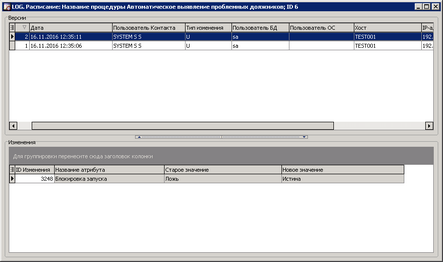 LOG. Расписание: Название процедуры Автоматическое выявление проблемных должников; ID 6
Версии
Дата Пользователь Контакта Тип изменения Пользователь БД Пользователь ОС Хост IP-а
2 16.11.2016 12:35:11 SYSTEM S S U sa TEST001 192.
1 16.11.2016 12:35:06 SYSTEM S S U sa TEST001 192.
Изменения
Для группировки перенесите сюда заголовок колонки
ID Изменения Название атрибута Старое значение Новое значение
3248 Блокировка запуска Ложь Истина